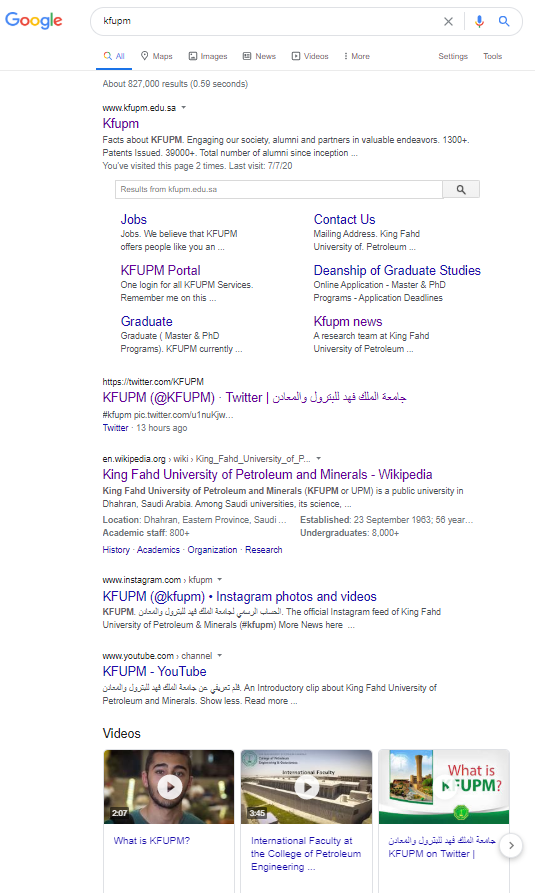 Google
kfupm
All Maps Images News Videos More Settings Tools
About 827,000 results (0.59 seconds)
www.kfupm.edu.sa
Kfupm
Facts about KFUPM. Engaging our society, alumni and partners in valuable endeavors. 1300+.
Patents Issued. 39000+. Total number of alumni since inception ...
You've visited this page 2 times. Last visit: 7/7/20
Results from kfupm.edu.sa
Jobs
Jobs. We believe that KFUPM
offers people like you an ...
Contact Us
Mailing Address. King Fahd
University of. Petroleum ...
KFUPM Portal
One login for all KFUPM Services.
Remember me on this ...
Deanship of Graduate Studies
Online Application - Master & PhD
Programs - Application Deadlines
Graduate
Graduate ( Master & PhD
Programs). KFUPM currently ...
Kfupm news
A research team at King Fahd
University of Petroleum ...
https://twitter.com/KFUPM
KFUPM (@KFUPM) · Twitter | جامعة الملك فهد للبترول والمعادن
#kfupm pic.twitter.com/u1nuKjw...
Twitter · 13 hours ago
en.wikipedia.org › wiki › King_Fahd_University_of_P...
King Fahd University of Petroleum and Minerals - Wikipedia
King Fahd University of Petroleum and Minerals (KFUPM or UPM) is a public university in
Dhahran, Saudi Arabia. Among Saudi universities, its science, ...
Location: Dhahran, Eastern Province, Saudi ... Established: 23 September 1963; 56 year...
Academic staff: 800+ Undergraduates: 8,000+
History · Academics · Organization · Research
www.instagram.com › kfupm
KFUPM (@kfupm) • Instagram photos and videos
KFUPM. الحساب الرسمي لجامعة الملك فهد للبترول والمعادن. The official Instagram feed of King Fahd
University of Petroleum & Minerals (#kfupm) More News here ...
www.youtube.com › channel
KFUPM - YouTube
فلم تعريفي عن جامعة الملك فهد للبترول والمعادن. An Introductory clip about King Fahd University of
Petroleum and Minerals. Show less. Read more ...
Videos
2:07
What is KFUPM?
College of Petroleum
Engineering & Geosciences
International Faculty
3:45
International Faculty at
the College of Petroleum
Engineering ...
What is
KFUPM?
جامعة الملك فهد للبترول والمعادن
KFUPM on Twitter |